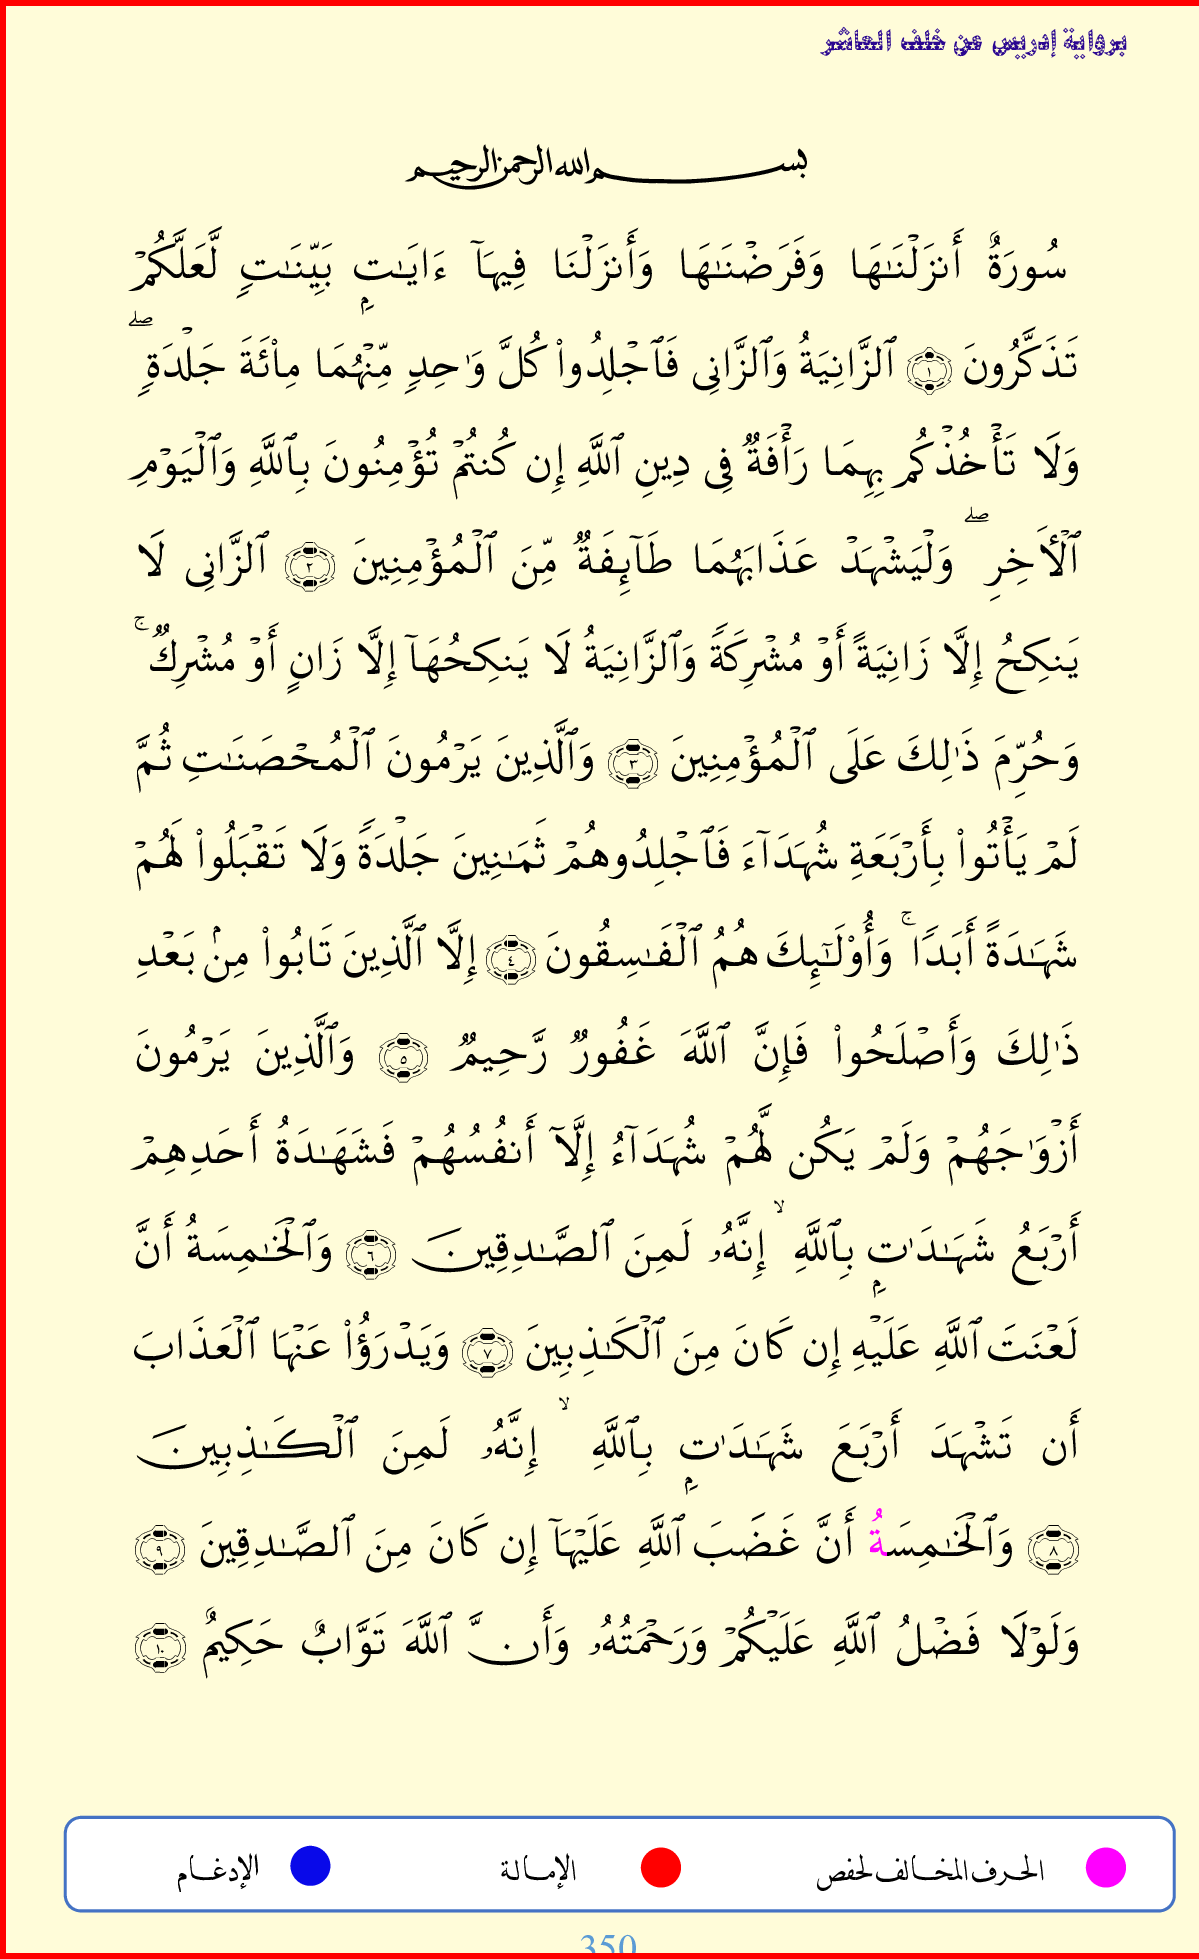 برواية إدريس عن خلف العاشر
بسم الله الرحمن الرحيم
سُورَةٌ أَنزَلْنَٰهَا وَفَرَضْنَٰهَا وَأَنزَلْنَا فِيهَآ ءَايَٰتٍۭ بَيِّنَٰتٍ لَّعَلَّكُمْ
تَذَكَّرُونَ ١ ٱلزَّانِيَةُ وَٱلزَّانِى فَٱجْلِدُوا۟ كُلَّ وَٰحِدٍ مِّنْهُمَا مِا۟ئَةَ جَلْدَةٍ ۖ
وَلَا تَأْخُذْكُم بِهِمَا رَأْفَةٌ فِى دِينِ ٱللَّهِ إِن كُنتُمْ تُؤْمِنُونَ بِٱللَّهِ وَٱلْيَوْمِ
ٱلْأَخِرِ ۖ وَلْيَشْهَدْ عَذَابَهُمَا طَآئِفَةٌ مِّنَ ٱلْمُؤْمِنِينَ ٢ ٱلزَّانِى لَا
يَنكِحُ إِلَّا زَانِيَةً أَوْ مُشْرِكَةً وَٱلزَّانِيَةُ لَا يَنكِحُهَآ إِلَّا زَانٍ أَوْ مُشْرِكٌ ۚ
وَحُرِّمَ ذَٰلِكَ عَلَى ٱلْمُؤْمِنِينَ ٣ وَٱلَّذِينَ يَرْمُونَ ٱلْمُحْصَنَٰتِ ثُمَّ
لَمْ يَأْتُوا۟ بِأَرْبَعَةِ شُهَدَآءَ فَٱجْلِدُوهُمْ ثَمَٰنِينَ جَلْدَةً وَلَا تَقْبَلُوا۟ لَهُمْ
شَهَٰدَةً أَبَدًا ۚ وَأُو۟لَٰٓئِكَ هُمُ ٱلْفَٰسِقُونَ ٤ إِلَّا ٱلَّذِينَ تَابُوا۟ مِنۢ بَعْدِ
ذَٰلِكَ وَأَصْلَحُوا۟ فَإِنَّ ٱللَّهَ غَفُورٌ رَّحِيمٌ ٥ وَٱلَّذِينَ يَرْمُونَ
أَزْوَٰجَهُمْ وَلَمْ يَكُن لَّهُمْ شُهَدَآءُ إِلَّآ أَنفُسُهُمْ فَشَهَٰدَةُ أَحَدِهِمْ
أَرْبَعُ شَهَٰدَٰتٍۭ بِٱللَّهِ ۙ إِنَّهُۥ لَمِنَ ٱلصَّٰدِقِينَ ٦ وَٱلْخَٰمِسَةُ أَنَّ
لَعْنَتَ ٱللَّهِ عَلَيْهِ إِن كَانَ مِنَ ٱلْكَٰذِبِينَ ٧ وَيَدْرَؤُا۟ عَنْهَا ٱلْعَذَابَ
أَن تَشْهَدَ أَرْبَعَ شَهَٰدَٰتٍۭ بِٱللَّهِ ۙ إِنَّهُۥ لَمِنَ ٱلْكَٰذِبِينَ
٨ وَٱلْخَٰمِسَةُ أَنَّ غَضَبَ ٱللَّهِ عَلَيْهَآ إِن كَانَ مِنَ ٱلصَّٰدِقِينَ ٩
وَلَوْلَا فَضْلُ ٱللَّهِ عَلَيْكُمْ وَرَحْمَتُهُۥ وَأَنَّ ٱللَّهَ تَوَّابٌ حَكِيمٌ ١٠
الحرف المخالف لحفص الإمالة الإدغام
350